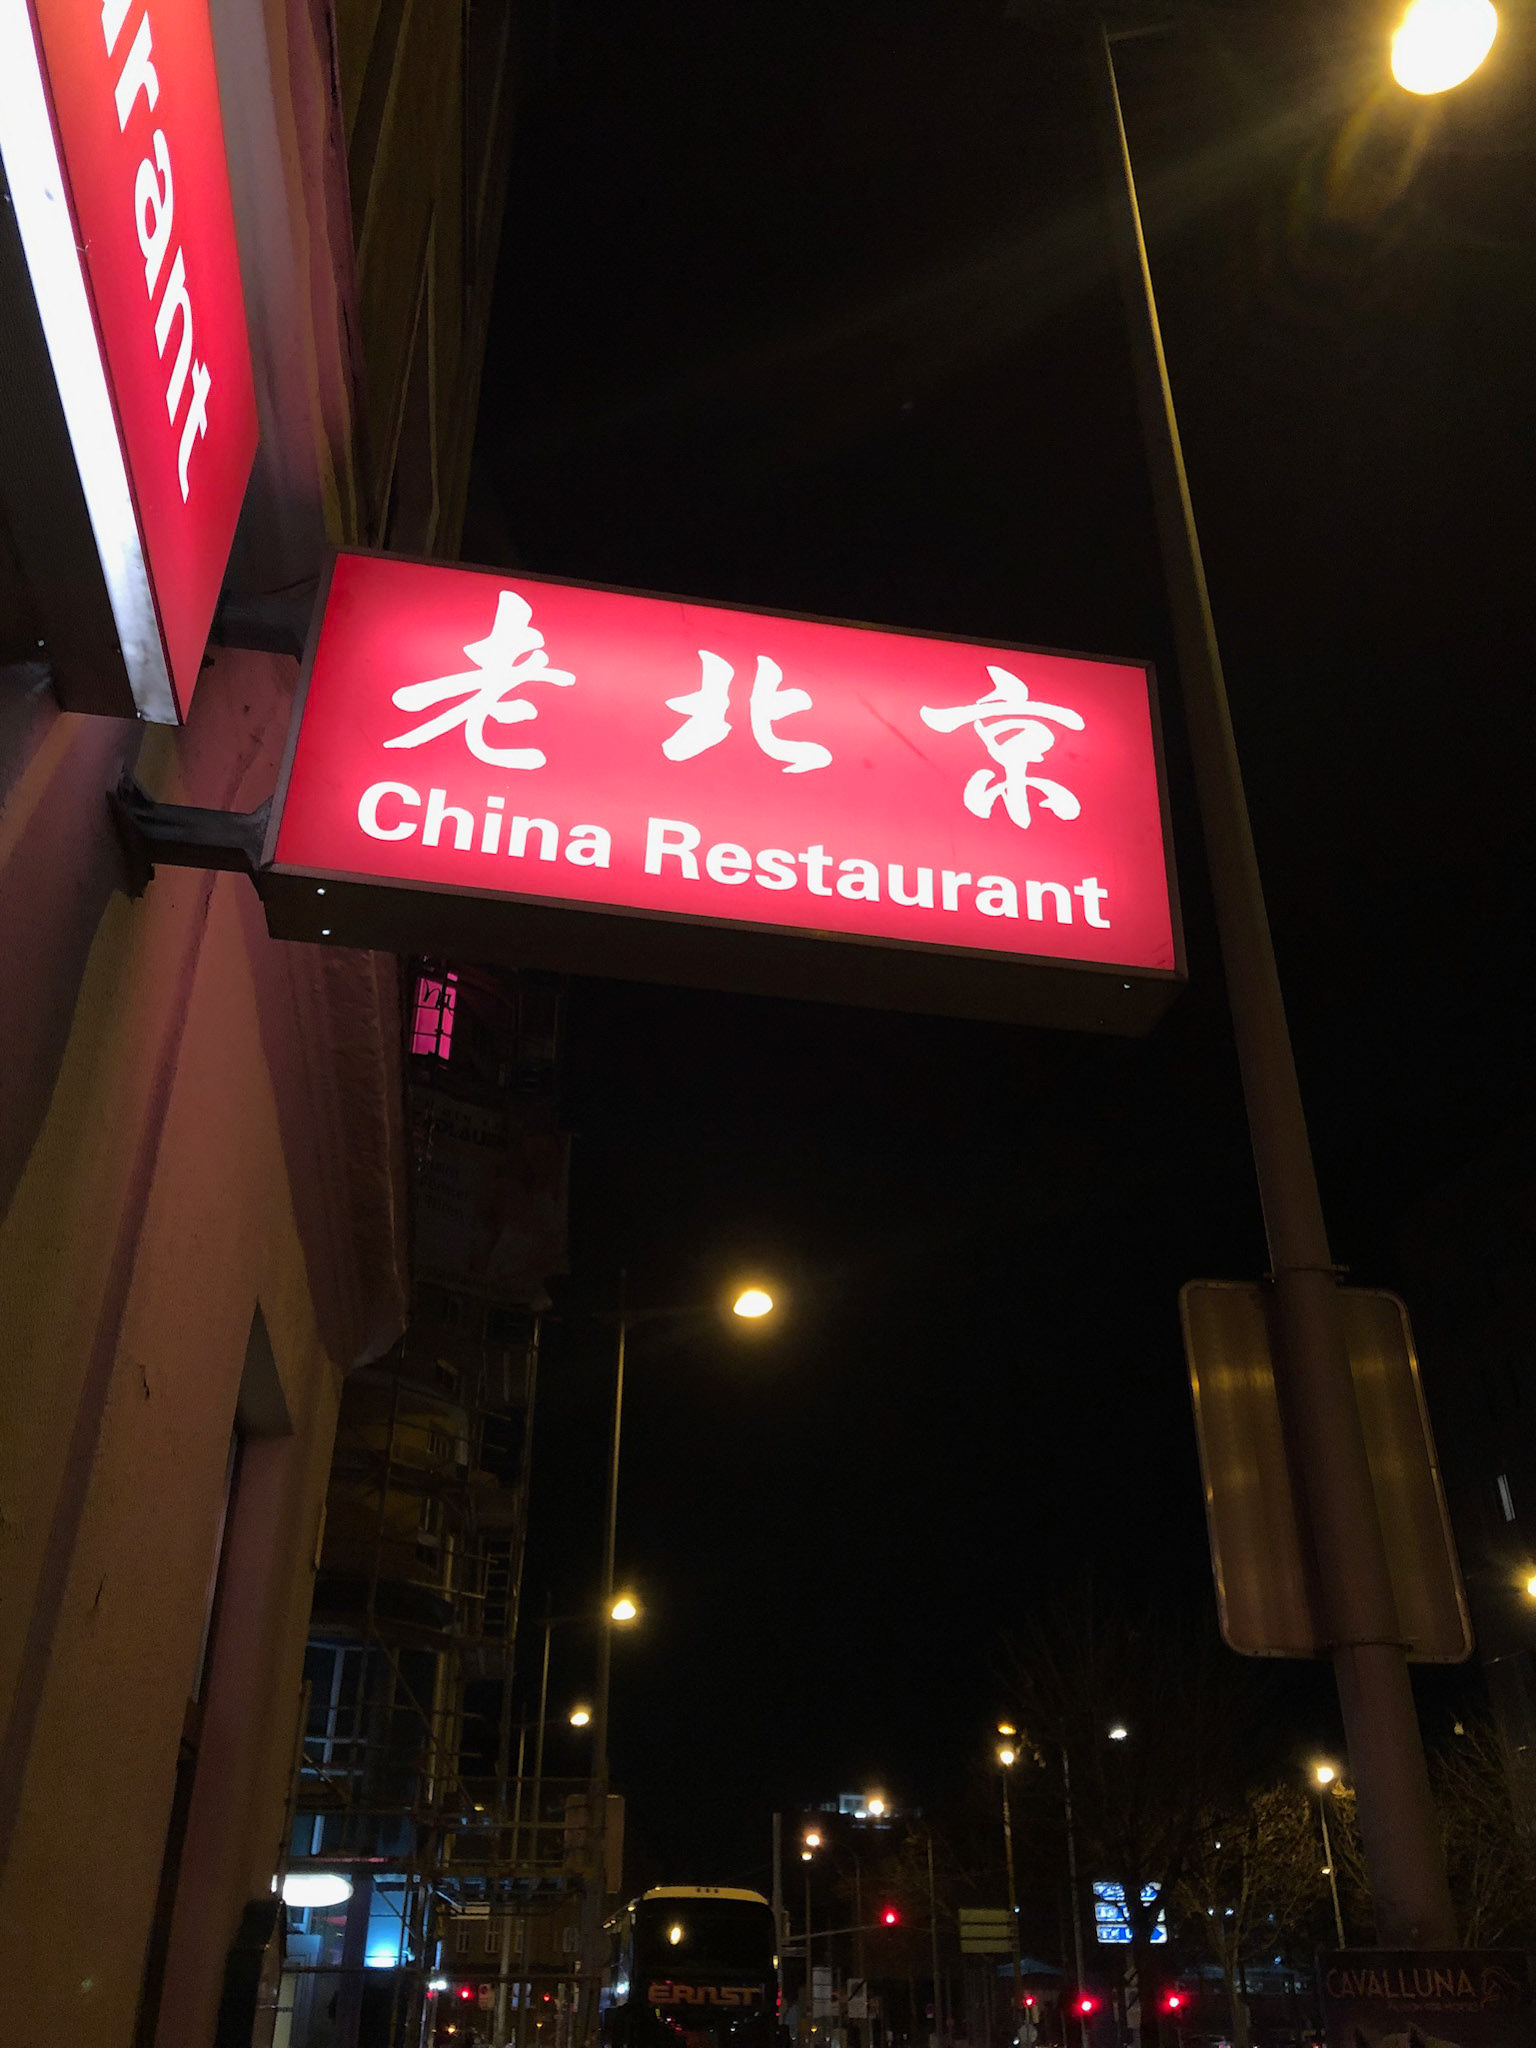 rant
老北京
China Restaurant
ERNST
CAVALLUNA